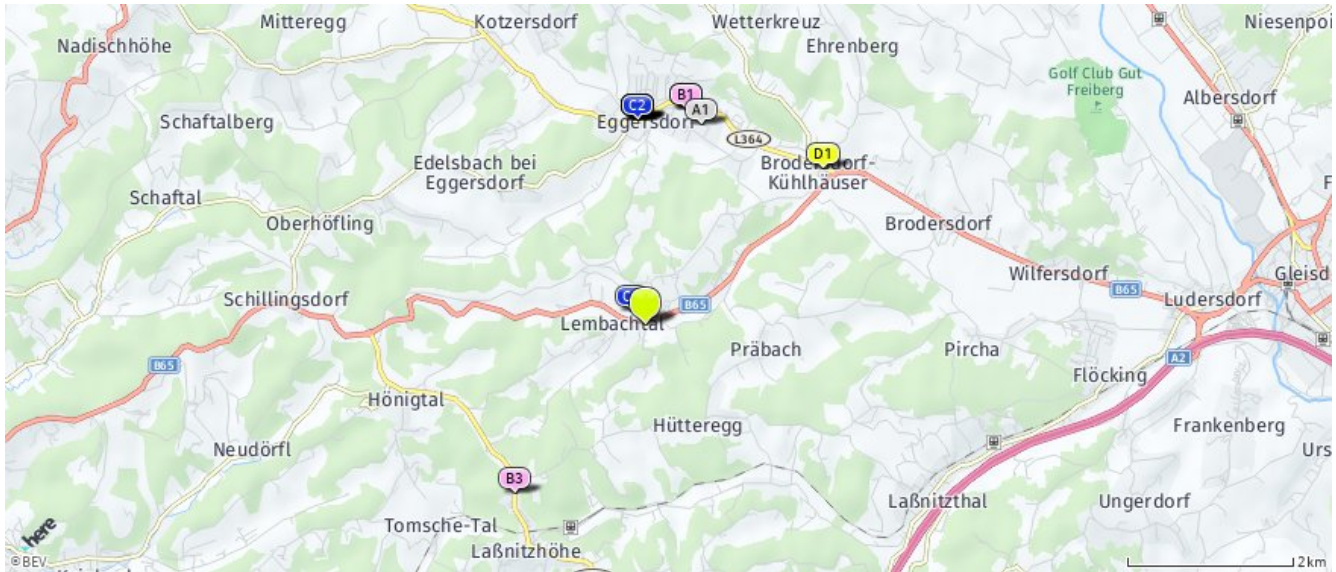 Mitteregg
Kotzersdorf
Wetterkreuz
Niesenpoi
Nadischhöhe
Ehrenberg
Golf Club Gut
Freiberg
Albersdorf
B1
C2
A1
Schaftalberg
Eggersdorf
L364
D1
Edelsbach bei
Eggersdorf
Brodersdorf-
Kühlhäuser
Schaftal
Oberhöfling
Brodersdorf
Wilfersdorf
Gleisd
B65
Ludersdorf
Schillingsdorf
C
B65
Lembachtal
Präbach
Pircha
A2
B65
Flöcking
Hönigtal
Hütteregg
Frankenberg
Neudörfl
Urs
B3
Laßnitzthal
Ungerdorf
Tomsche-Tal
Laßnitzhöhe
here
©BEV
2 km